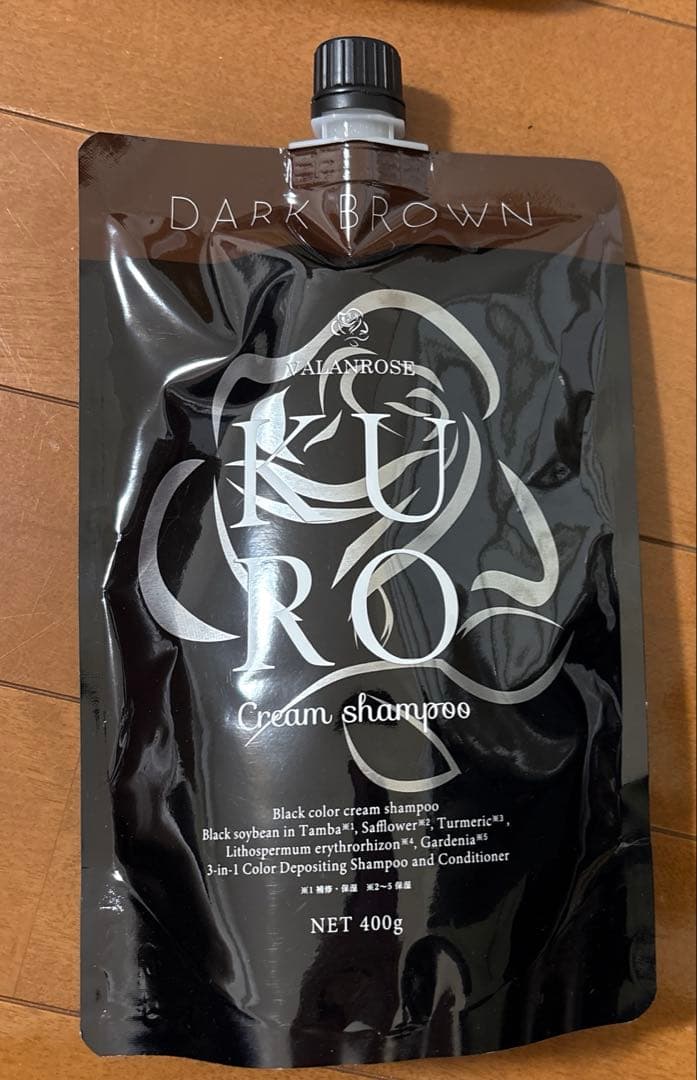 DARK BROWN
VALANROSE
KU
RO
Cream shampoo
Black color cream shampoo
Black soybean in Tamba※1, Safflower※2, Turmeric※3,
Lithospermum erythrorhizon※4, Gardenia※5
3-in-1 Color Depositing Shampoo and Conditioner
※1 補修・保湿 ※2～5 保湿
NET 400g